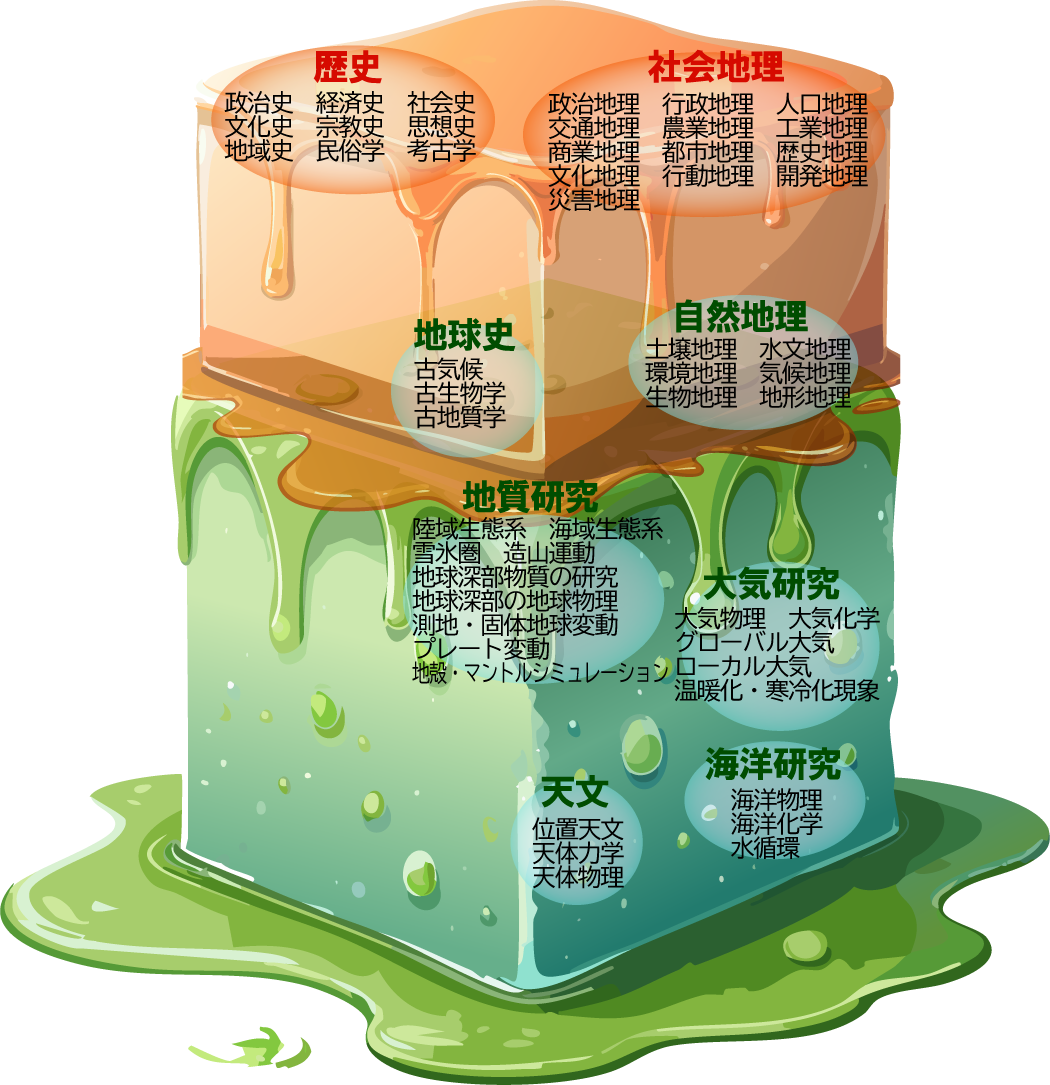 歴史
政治史 経済史 社会史
文化史 宗教史 思想史
地域史 民俗学 考古学
社会地理
政治地理 行政地理 人口地理
交通地理 農業地理 工業地理
商業地理 都市地理 歴史地理
文化地理 行動地理 開発地理
災害地理
地球史
古気候
古生物学
古地質学
自然地理
土壌地理 水文地理
環境地理 気候地理
生物地理 地形地理
地質研究
陸域生態系 海域生態系
雪氷圏 造山運動
地球深部物質の研究
地球深部の地球物理
測地・固体地球変動
プレート変動
地殻・マントルシミュレーション
大気研究
大気物理 大気化学
グローバル大気
ローカル大気
温暖化・寒冷化現象
天文
位置天文
天体力学
天体物理
海洋研究
海洋物理
海洋化学
水循環